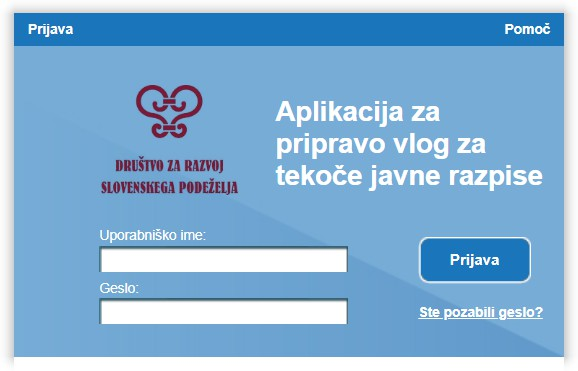 Prijava
Pomoč
DRUŠTVO ZA RAZVOJ
SLOVENSKEGA PODEŽELJA
Aplikacija za
pripravo vlog za
tekoče javne razpise
Uporabniško ime:
Prijava
Geslo:
Ste pozabili geslo?